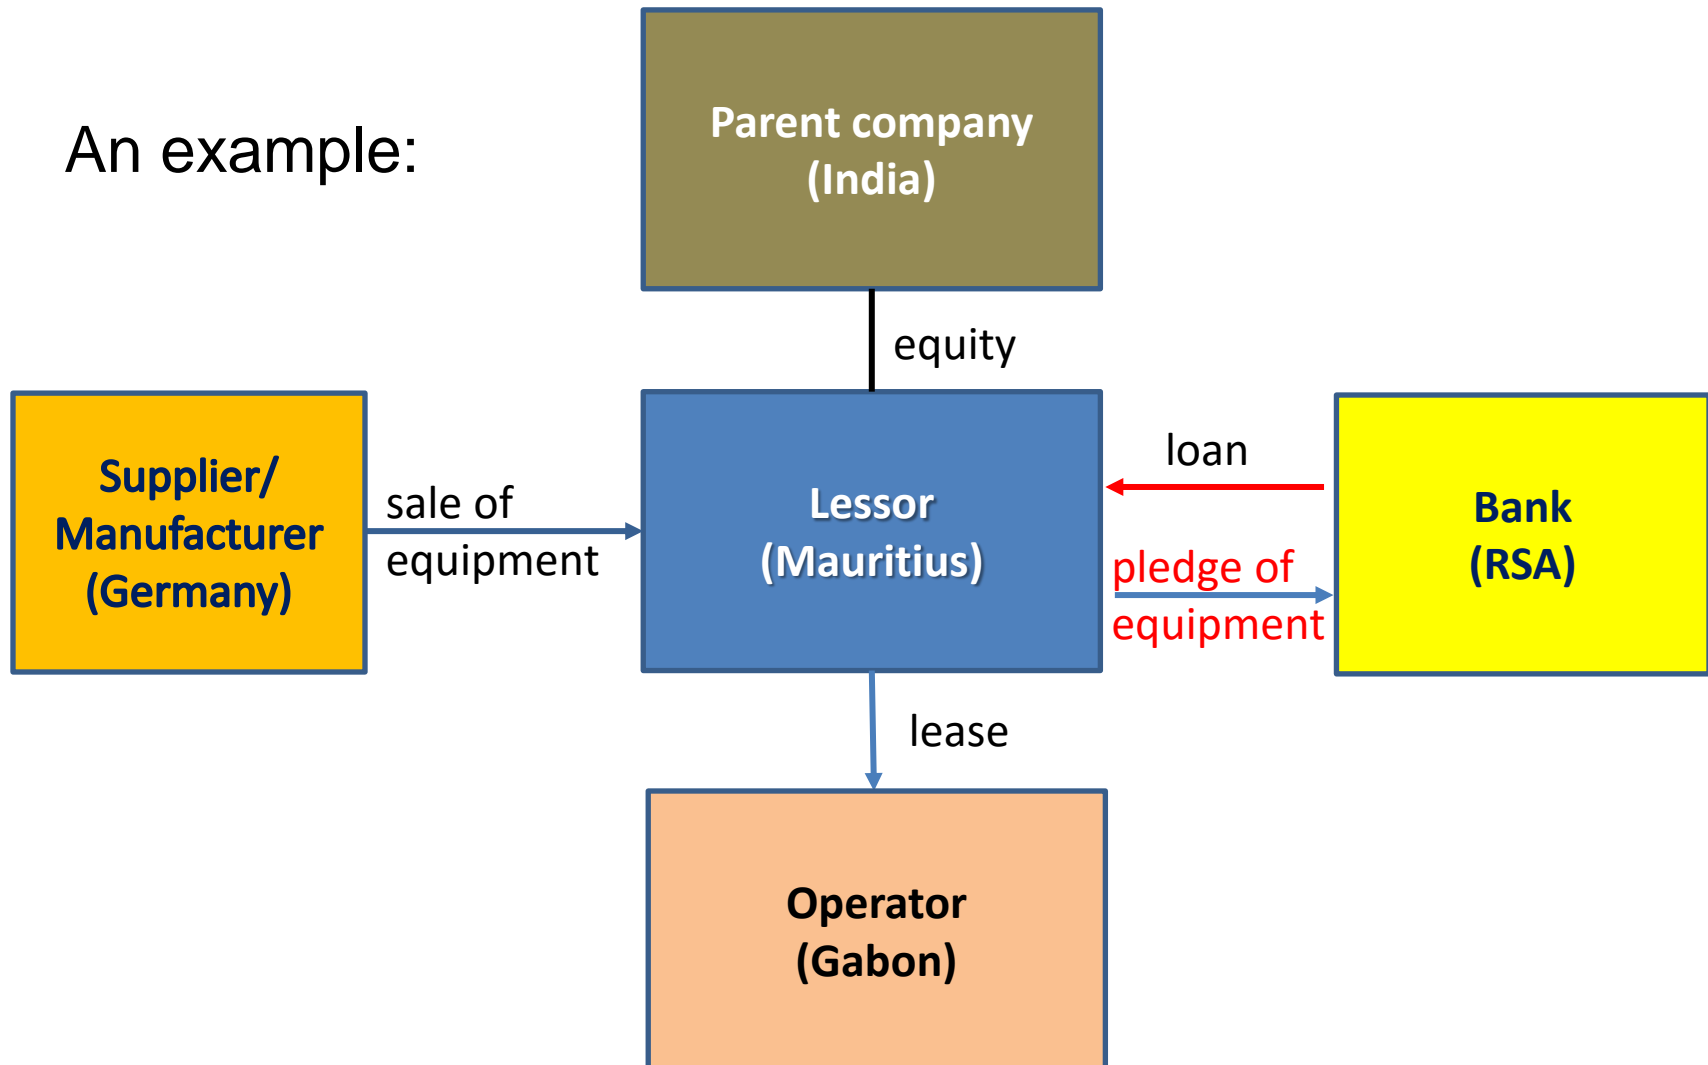 An example:
Parent company
(India)
equity
Supplier/
Manufacturer
(Germany)
sale of
equipment
Lessor
(Mauritius)
loan
pledge of
equipment
Bank
(RSA)
lease
Operator
(Gabon)